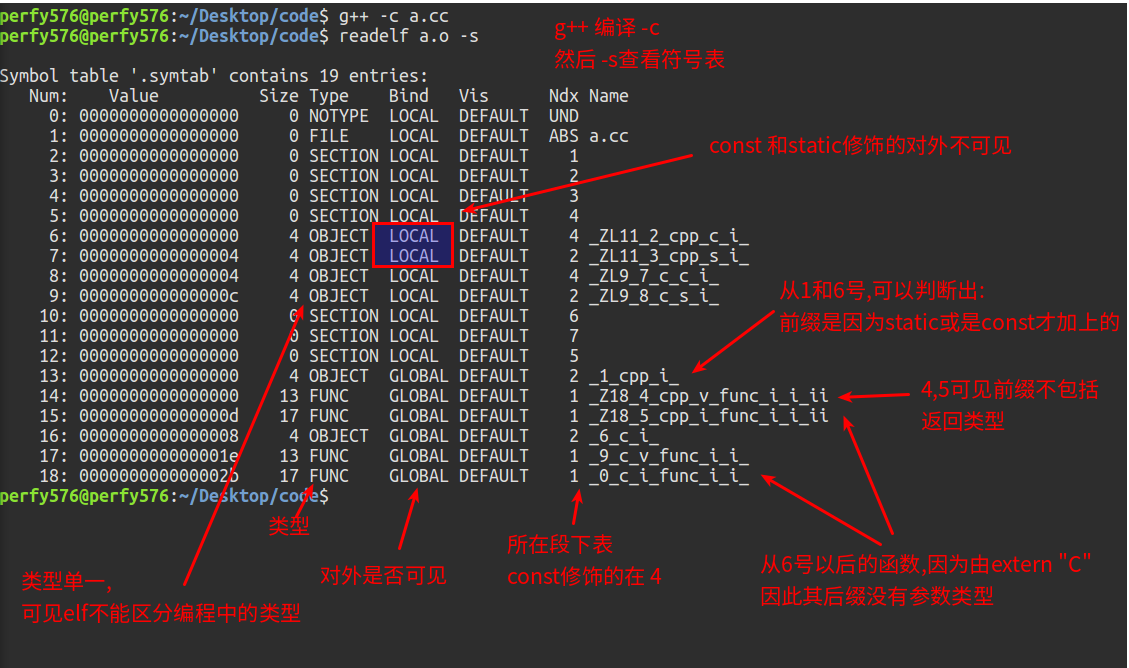 perfy576@perfy576:~/Desktop/code$ g++ -c a.cc
perfy576@perfy576:~/Desktop/code$ readelf a.o -s
g++ 编译 -c
然后 -s查看符号表
Symbol table '.symtab' contains 19 entries:
Num: Value Size Type Bind Vis Ndx Name
0: 0000000000000000 0 NOTYPE LOCAL DEFAULT UND
1: 0000000000000000 0 FILE LOCAL DEFAULT ABS a.cc
2: 0000000000000000 0 SECTION LOCAL DEFAULT 1
3: 0000000000000000 0 SECTION LOCAL DEFAULT 2
4: 0000000000000000 0 SECTION LOCAL DEFAULT 3
5: 0000000000000000 0 SECTION LOCAL DEFAULT 4
6: 0000000000000000 4 OBJECT LOCAL DEFAULT 4 _ZL11_2_cpp_c_i_
7: 0000000000000004 4 OBJECT LOCAL DEFAULT 2 _ZL11_3_cpp_s_i_
8: 0000000000000004 4 OBJECT LOCAL DEFAULT 4 _ZL9_7_c_c_i_
9: 000000000000000c 4 OBJECT LOCAL DEFAULT 2 _ZL9_8_c_s_i_
10: 0000000000000000 0 SECTION LOCAL DEFAULT 6
11: 0000000000000000 0 SECTION LOCAL DEFAULT 7
12: 0000000000000000 0 SECTION LOCAL DEFAULT 5
13: 0000000000000000 4 OBJECT GLOBAL DEFAULT 2 _1_cpp_i_
14: 0000000000000000 13 FUNC GLOBAL DEFAULT 1 _Z18_4_cpp_v_func_i_i_ii
15: 000000000000000d 17 FUNC GLOBAL DEFAULT 1 _Z18_5_cpp_i_func_i_i_ii
16: 0000000000000008 4 OBJECT GLOBAL DEFAULT 2 _6_c_i_
17: 000000000000001e 13 FUNC GLOBAL DEFAULT 1 _9_c_v_func_i_i_
18: 000000000000002b 17 FUNC GLOBAL DEFAULT 1 _0_c_i_func_i_i_
perfy576@perfy576:~/Desktop/code$
const 和static修饰的对外不可见
从1和6号,可以判断出:
前缀是因为static或是const才加上的
4,5可见前缀不包括
返回类型
类型
对外是否可见
所在段下表
const修饰的在 4
从6号以后的函数,因为由extern "C"
因此其后缀没有参数类型
类型单一,
可见elf不能区分编程中的类型